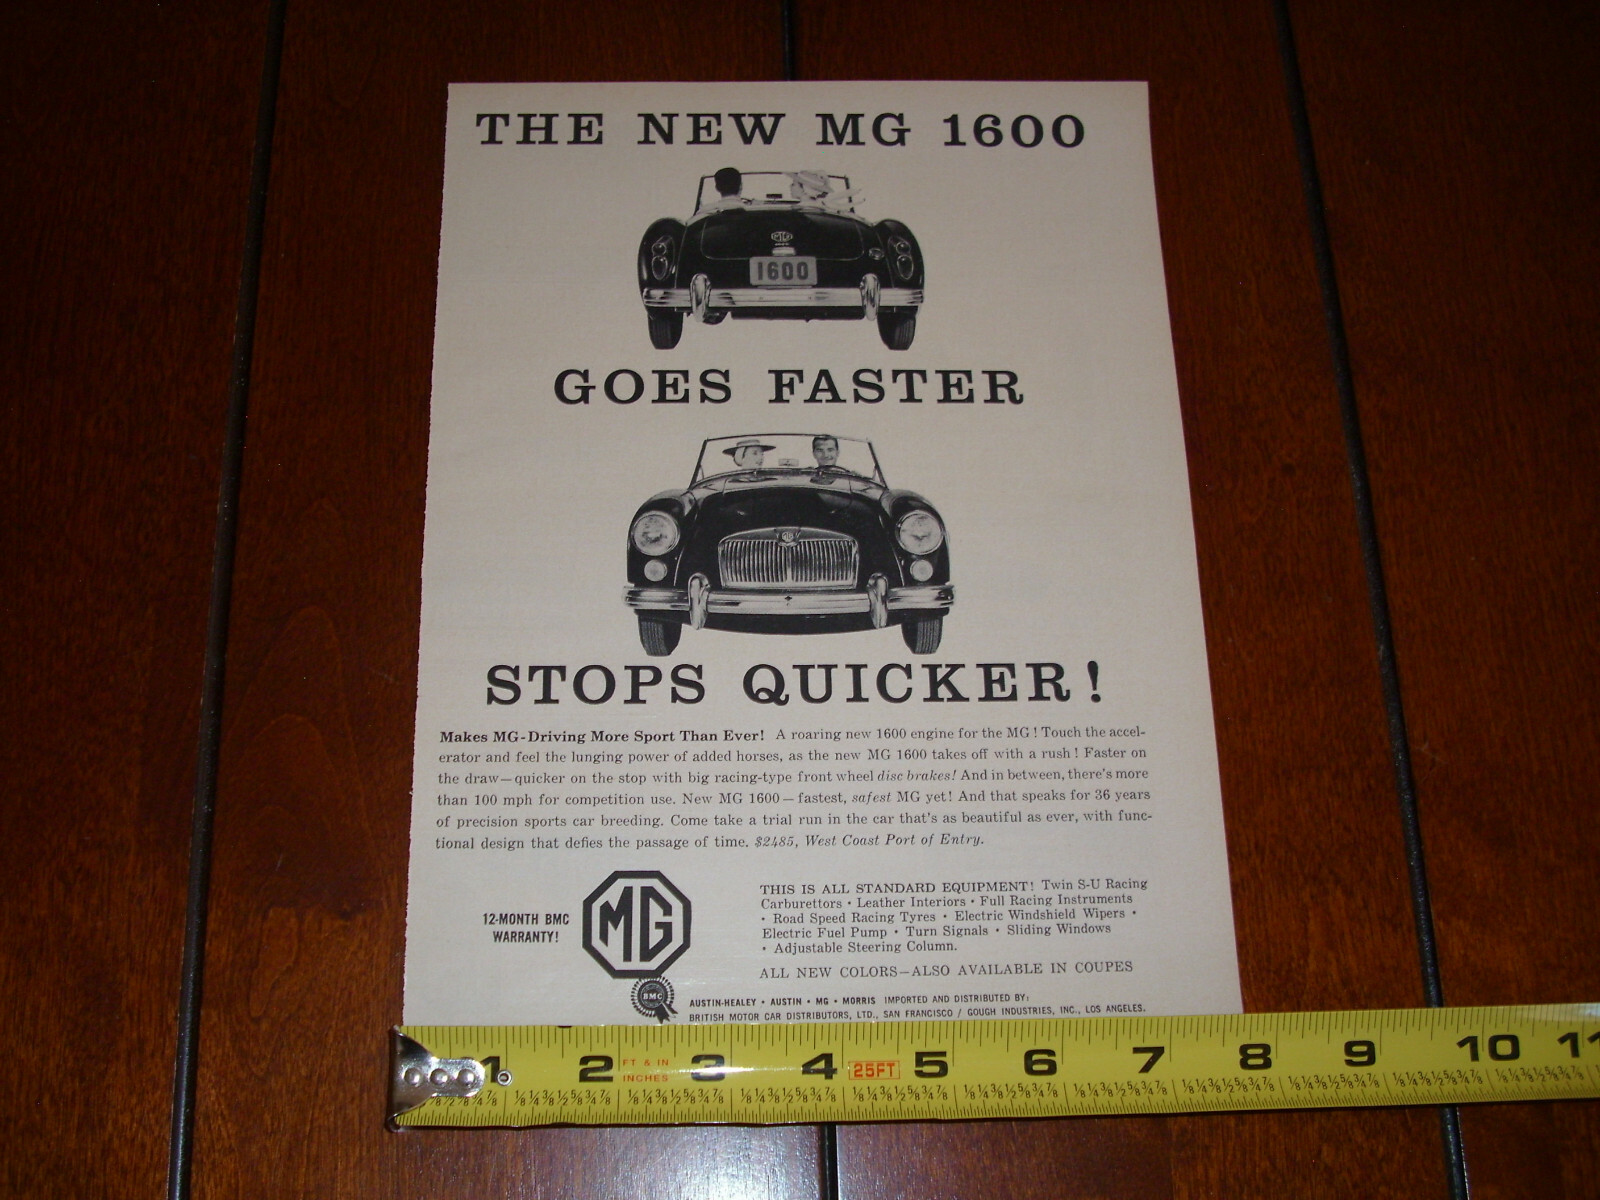 THE NEW MG 1600
MG
1600
GOES FASTER
MG
STOPS QUICKER!
Makes MG-Driving More Sport Than Ever! A roaring new 1600 engine for the MG! Touch the accel-
erator and feel the lunging power of added horses, as the new MG 1600 takes off with a rush! Faster on
the draw—quicker on the stop with big racing-type front wheel disc brakes! And in between, there's more
than 100 mph for competition use. New MG 1600—fastest, safest MG yet! And that speaks for 36 years
of precision sports car breeding. Come take a trial run in the car that's as beautiful as ever, with func-
tional design that defies the passage of time. $2485, West Coast Port of Entry.
12-MONTH BMC
WARRANTY!
MG
BMC
THIS IS ALL STANDARD EQUIPMENT! Twin S-U Racing
Carburettors • Leather Interiors • Full Racing Instruments
• Road Speed Racing Tyres • Electric Windshield Wipers •
Electric Fuel Pump • Turn Signals • Sliding Windows
• Adjustable Steering Column.
ALL NEW COLORS—ALSO AVAILABLE IN COUPES
AUSTIN-HEALEY • AUSTIN • MG • MORRIS IMPORTED AND DISTRIBUTED BY:
BRITISH MOTOR CAR DISTRIBUTORS, LTD., SAN FRANCISCO / GOUGH INDUSTRIES, INC., LOS ANGELES.
1 2 FT & IN INCHES 3 4 25FT 5 6 7 8 9 10 11